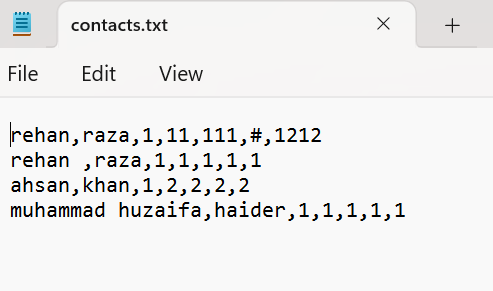 contacts.txt
File Edit View
rehan,raza,1,11,111,#,1212
rehan ,raza,1,1,1,1,1
ahsan,khan,1,2,2,2,2
muhammad huzaifa,haider,1,1,1,1,1